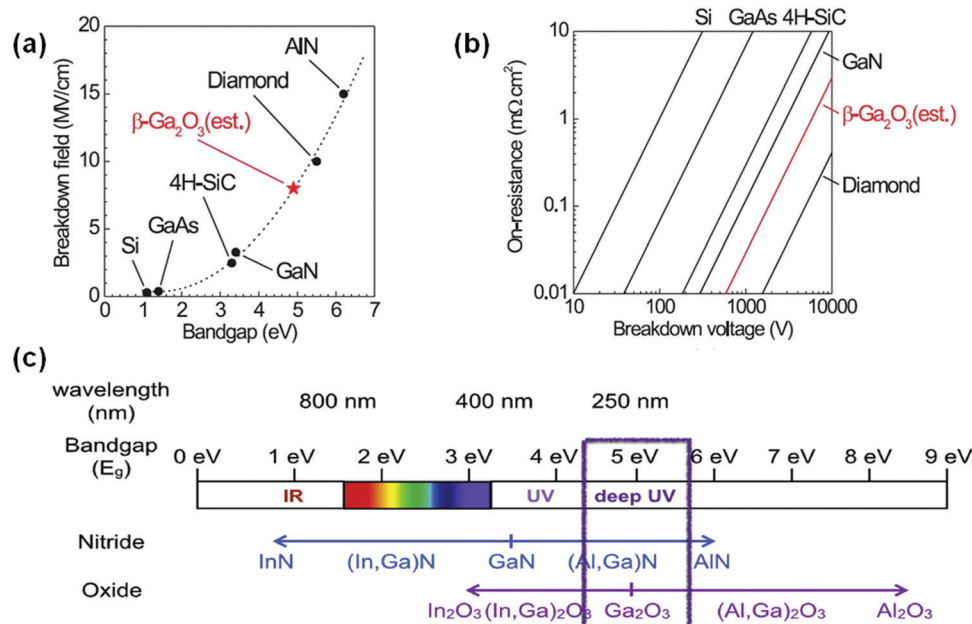 (a)
Breakdown field (MV/cm)
20
15
10
5
0
AlN
Diamond
β-Ga₂O₃(est.)
4H-SiC
GaAs
Si
GaN
0 1 2 3 4 5 6 7
Bandgap (eV)
(b)
Si GaAs 4H-SiC
On-resistance (mΩcm²)
10
1
0.1
0.01
GaN
β-Ga₂O₃(est.)
Diamond
10 100 1000 10000
Breakdown voltage (V)
(c)
wavelength
(nm)
800 nm 400 nm 250 nm
Bandgap
(Eg)
0 eV 1 eV 2 eV 3 eV 4 eV 5 eV 6 eV 7 eV 8 eV 9 eV
IR UV deep UV
Nitride
InN (In,Ga)N GaN (Al,Ga)N AlN
Oxide
In₂O₃ (In,Ga)₂O₃ Ga₂O₃ (Al,Ga)₂O₃ Al₂O₃